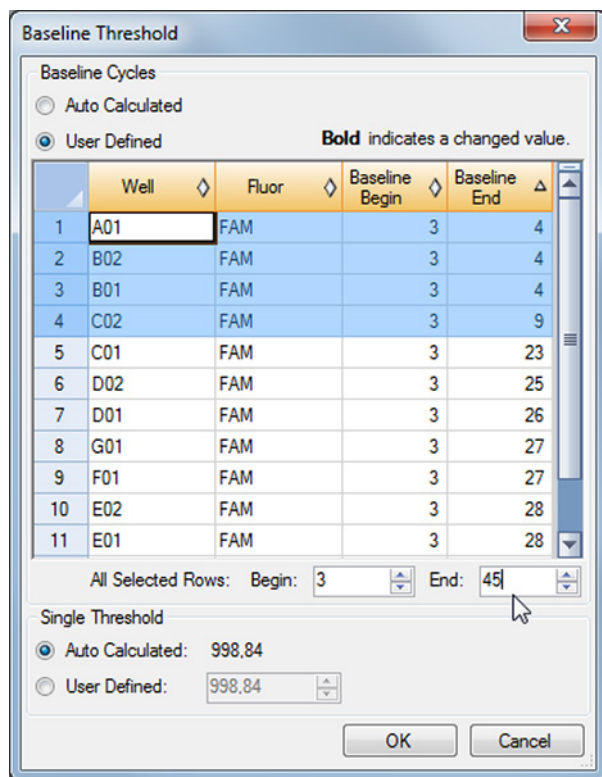 Baseline Threshold
Baseline Cycles
Auto Calculated
User Defined Bold indicates a changed value.
Well Fluor Baseline Begin Baseline End
1 A01 FAM 3 4
2 B02 FAM 3 4
3 B01 FAM 3 4
4 C02 FAM 3 9
5 C01 FAM 3 23
6 D02 FAM 3 25
7 D01 FAM 3 26
8 G01 FAM 3 27
9 F01 FAM 3 27
10 E02 FAM 3 28
11 E01 FAM 3 28
All Selected Rows: Begin: 3 End: 45
Single Threshold
Auto Calculated: 998,84
User Defined: 998,84
OK Cancel